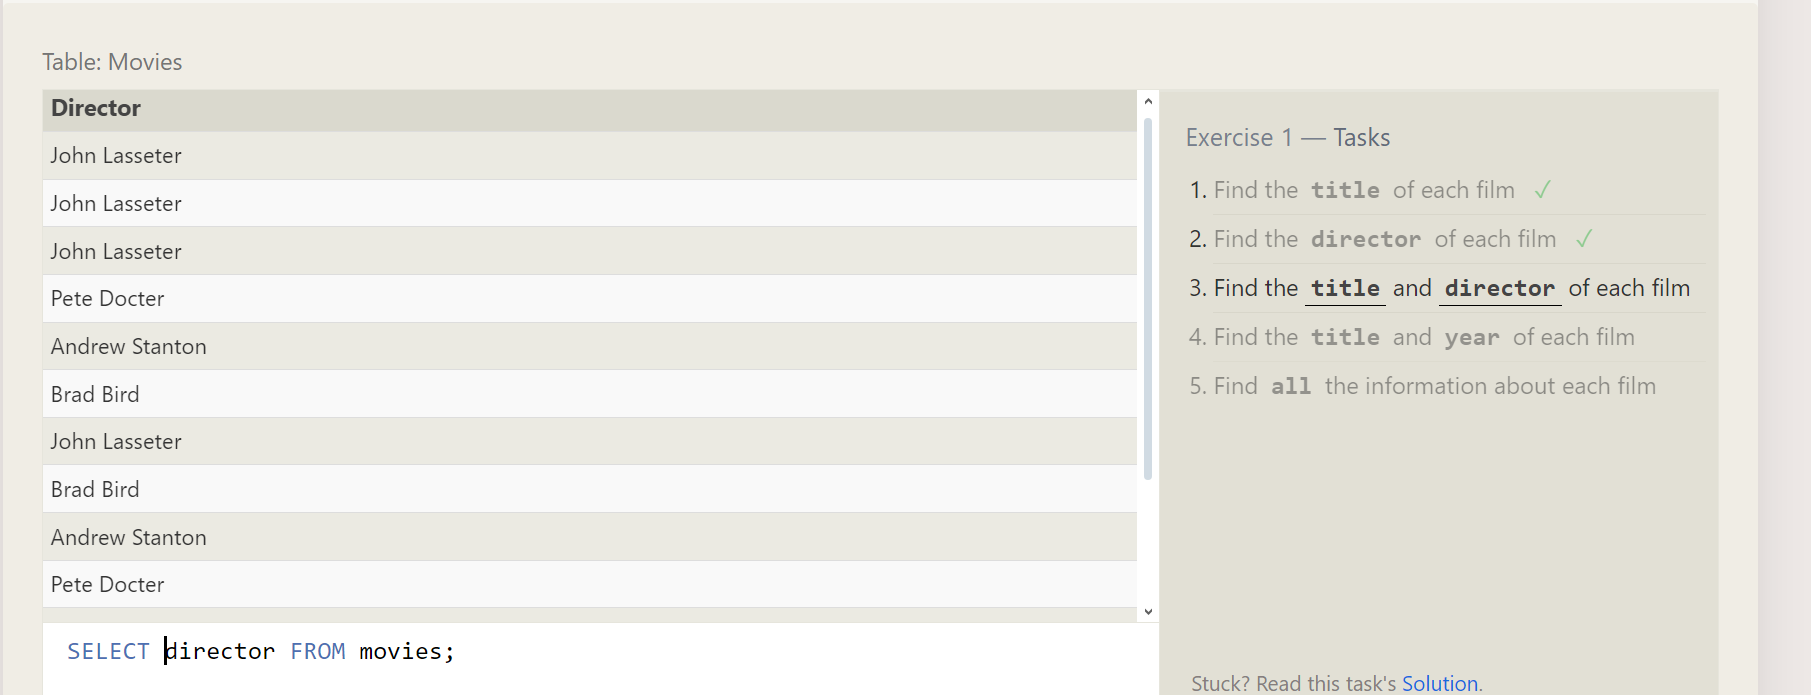 Table: Movies
Director
John Lasseter
John Lasseter
John Lasseter
Pete Docter
Andrew Stanton
Brad Bird
John Lasseter
Brad Bird
Andrew Stanton
Pete Docter
SELECT director FROM movies;
Exercise 1 — Tasks
1. Find the title of each film ✓
2. Find the director of each film ✓
3. Find the title and director of each film
4. Find the title and year of each film
5. Find all the information about each film
Stuck? Read this task's Solution.